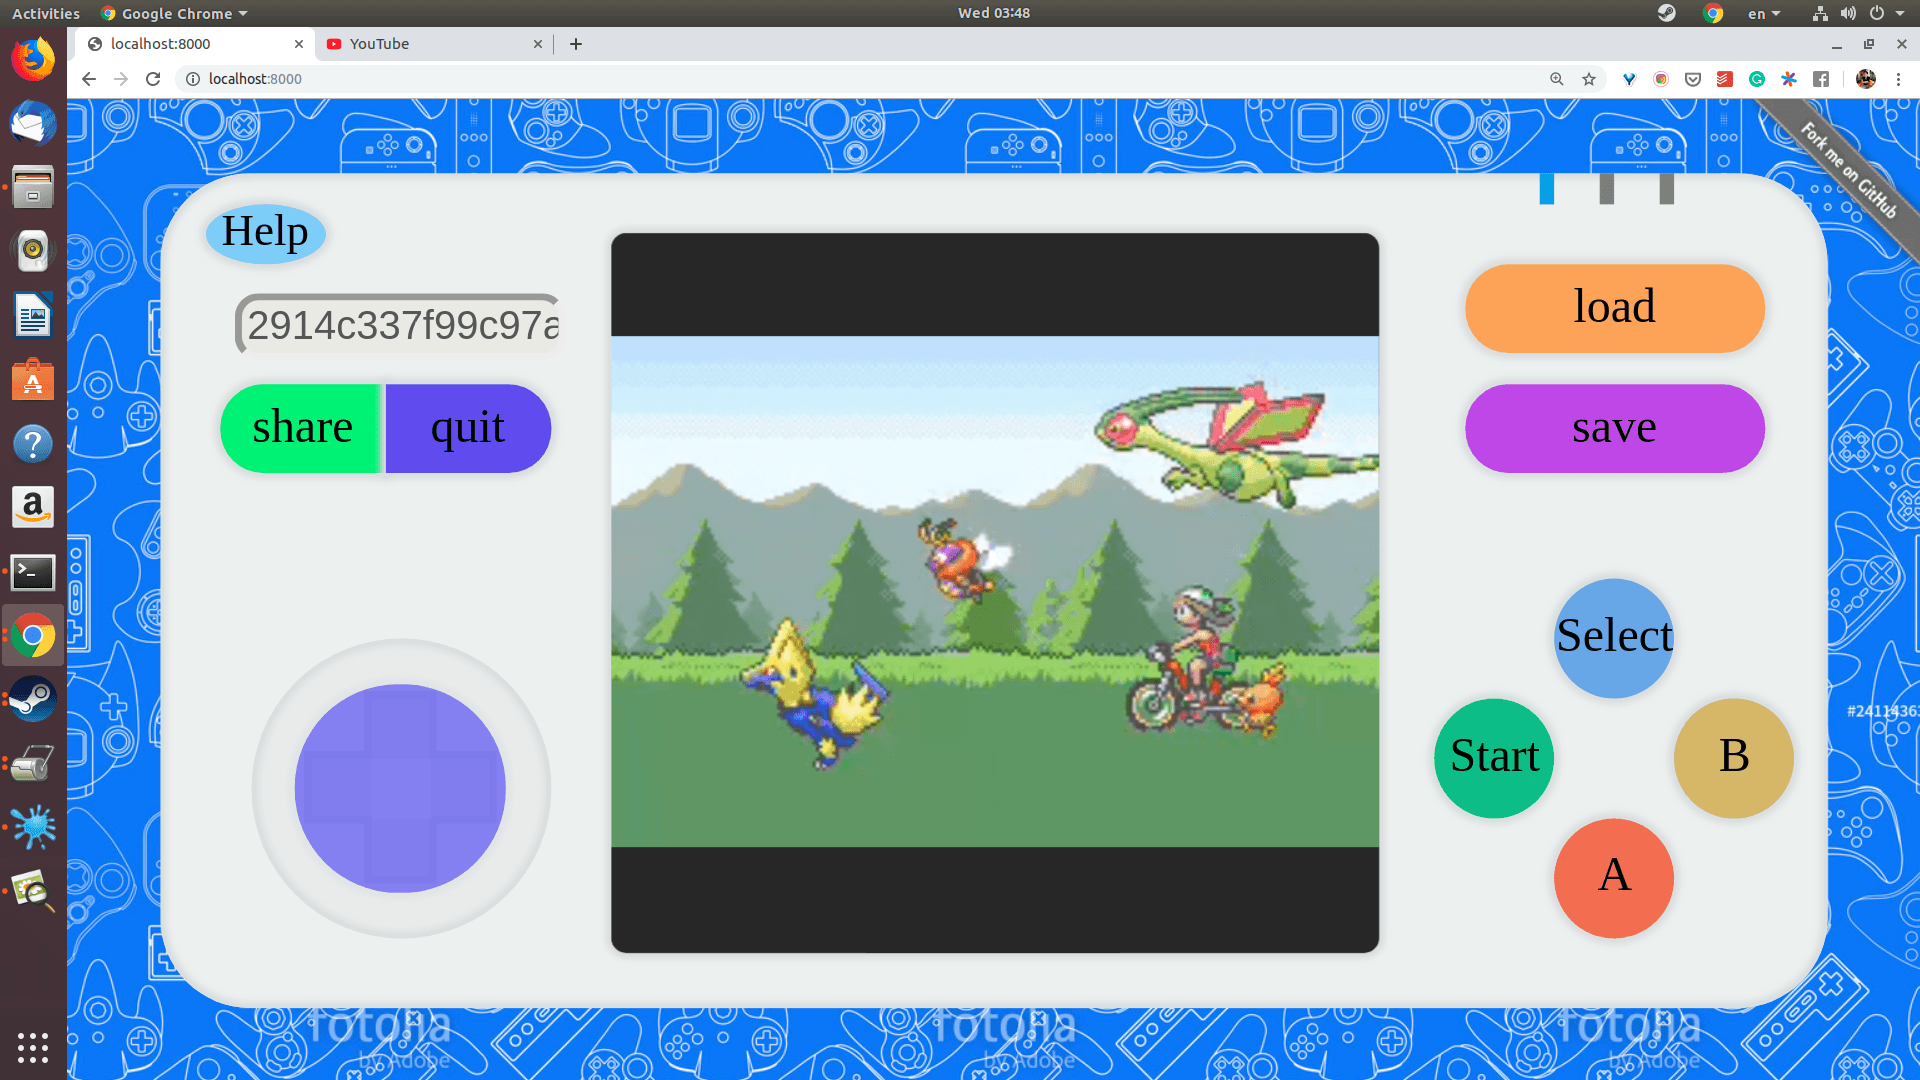 Activities
Google Chrome
Wed 03:48
en
localhost:8000
YouTube
localhost:8000
Fork me on GitHub
Help
2914c337f99c97a
share
quit
load
save
Select
Start
B
A
fotolia
by Adobe
fotolia
by Adobe
fotolia
by Adobe